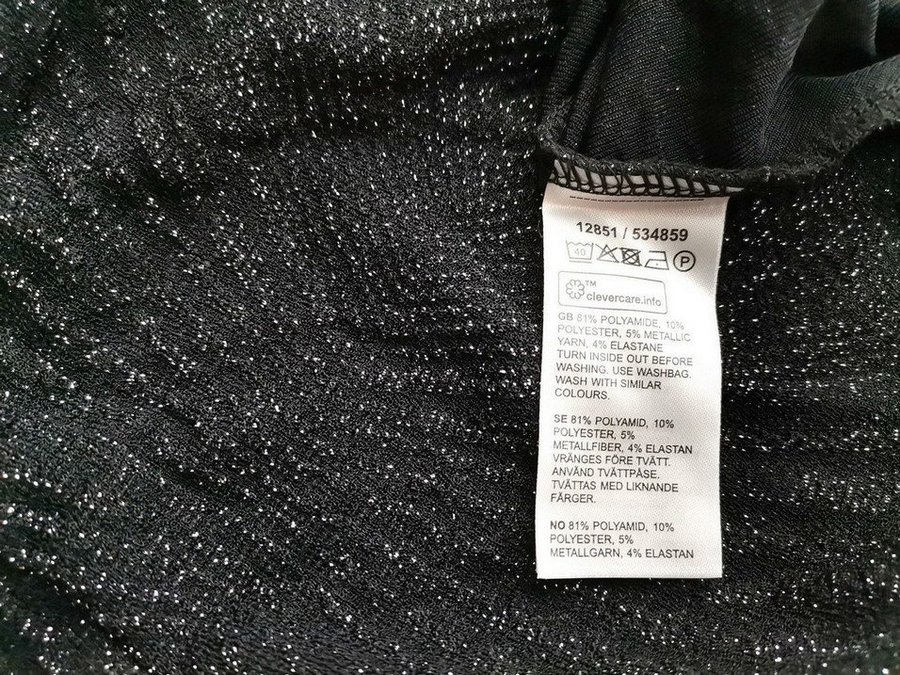 12851 / 534859
40 P
TM
clevercare.info
GB 81% POLYAMIDE, 10%
POLYESTER, 5% METALLIC
YARN, 4% ELASTANE
TURN INSIDE OUT BEFORE
WASHING. USE WASHBAG.
WASH WITH SIMILAR
COLOURS.
SE 81% POLYAMID, 10%
POLYESTER, 5%
METALLFIBER, 4% ELASTAN
VRÄNGES FÖRE TVÄTT.
ANVÄND TVÄTTPÅSE.
TVÄTTAS MED LIKNANDE
FÄRGER.
NO 81% POLYAMID, 10%
POLYESTER, 5%
METALLGARN, 4% ELASTAN